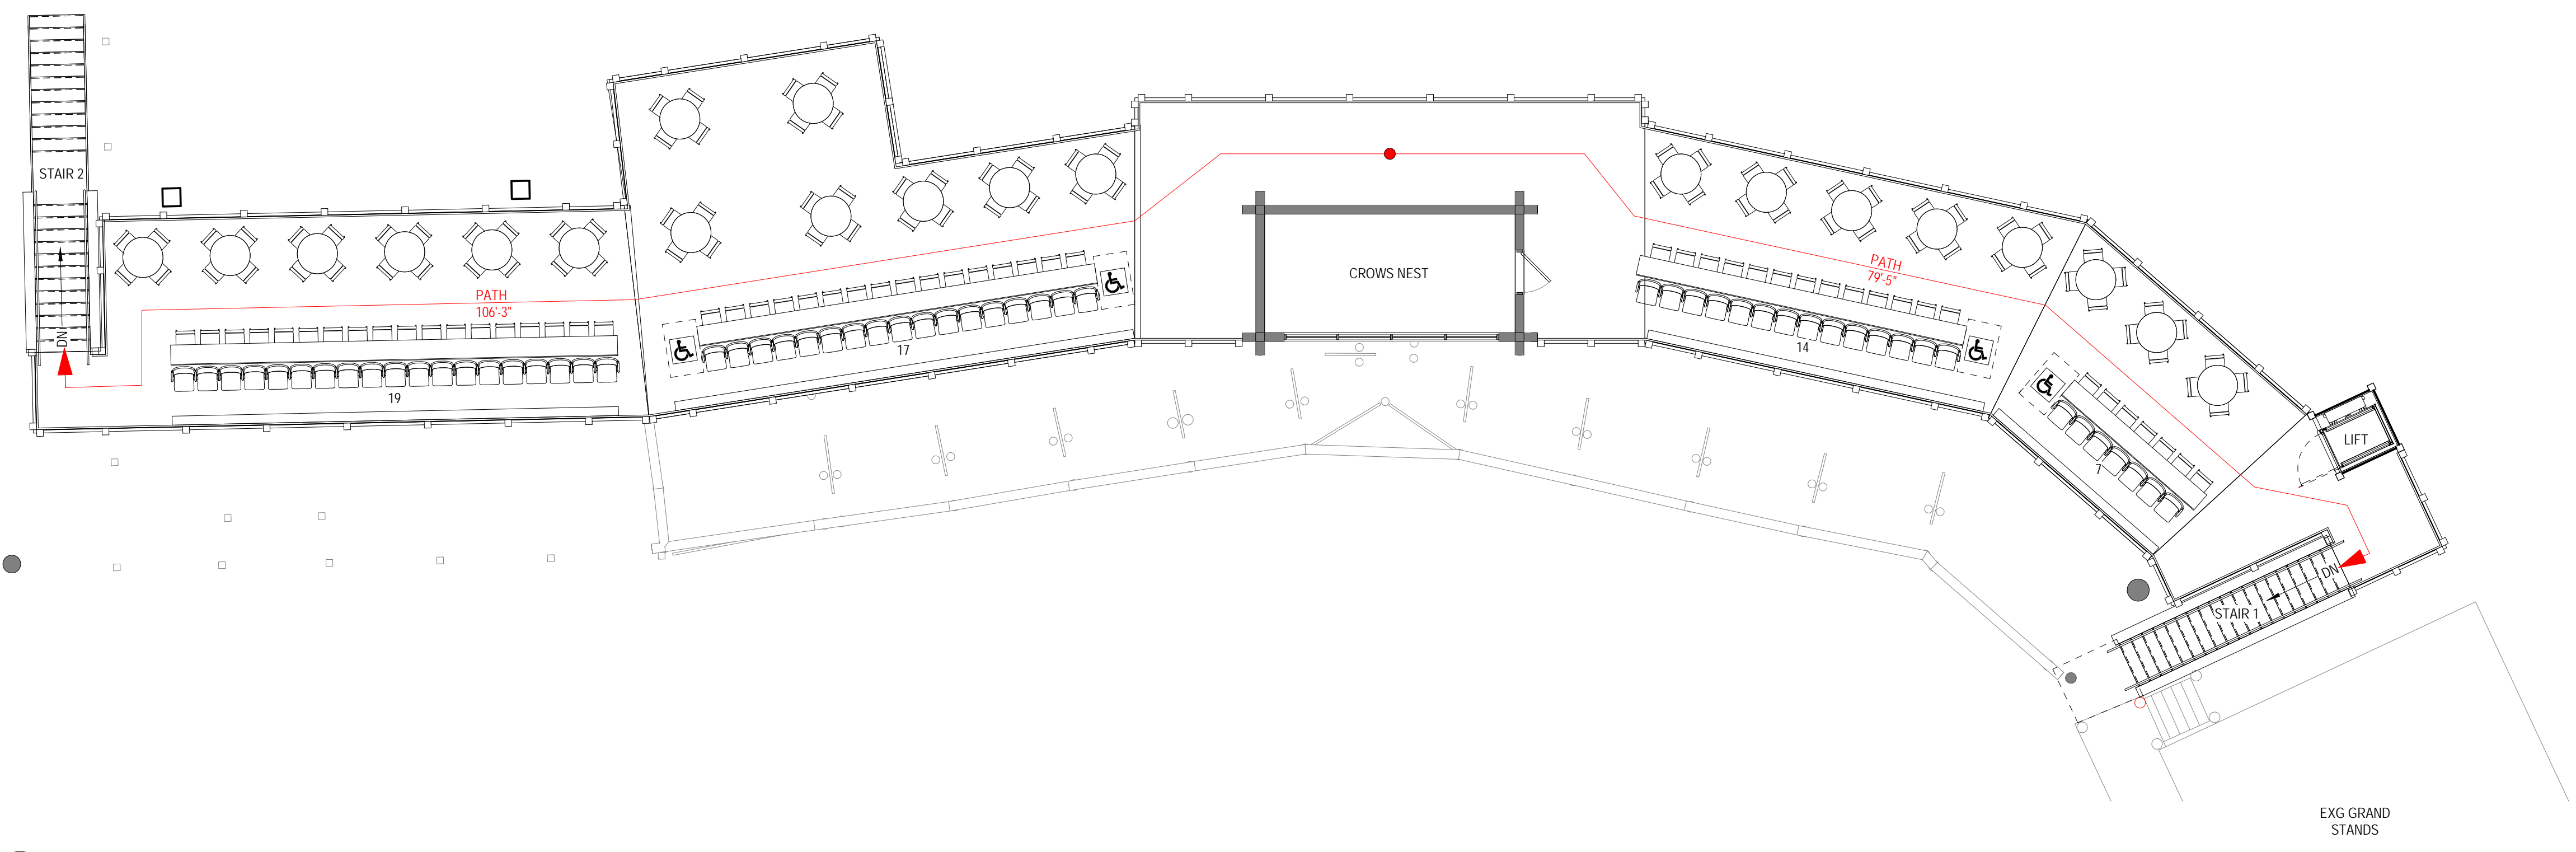 STAIR 2
DN
PATH
106'-3"
19
17
CROWS NEST
PATH
79'-5"
14
7
LIFT
DN
STAIR 1
EXG GRAND
STANDS